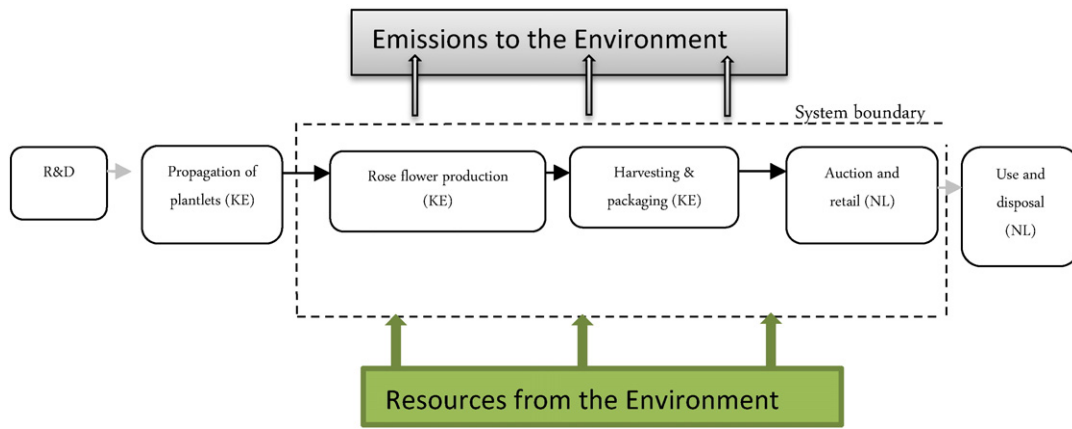 Emissions to the Environment
System boundary
R&D
Propagation of
plantlets (KE)
Rose flower production
(KE)
Harvesting &
packaging (KE)
Auction and
retail (NL)
Use and
disposal
(NL)
Resources from the Environment